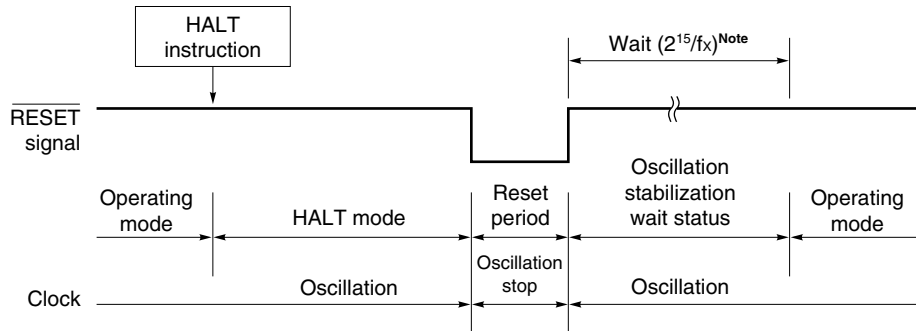 HALT
instruction
Wait (2¹⁵/fx)Note
RESET
signal
Operating
mode
HALT mode
Reset
period
Oscillation
stabilization
wait status
Operating
mode
Clock
Oscillation
Oscillation
stop
Oscillation